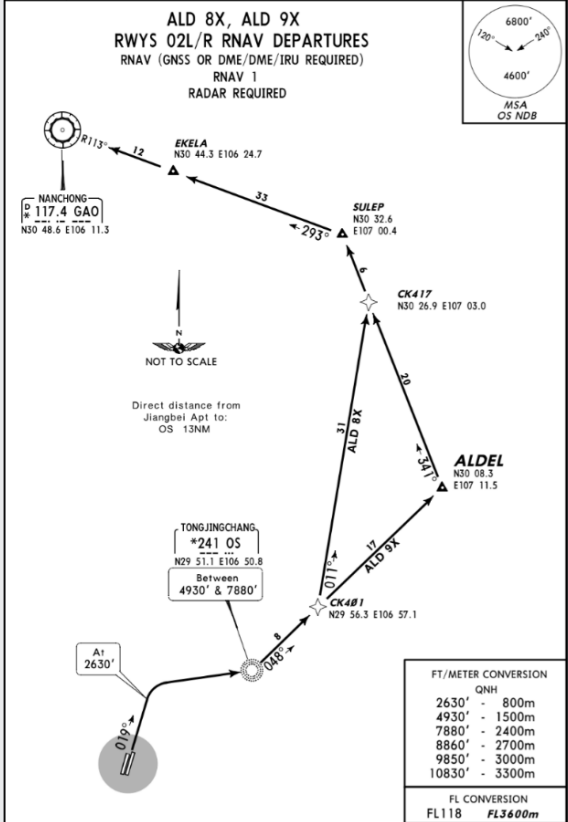 ALD 8X, ALD 9X
RWYS 02L/R RNAV DEPARTURES
RNAV (GNSS OR DME/DME/IRU REQUIRED)
RNAV 1
RADAR REQUIRED
6800'
120°
240°
4600'
MSA
OS NDB
R113°
12
EKELA
N30 44.3 E106 24.7
NANCHONG
D
* 117.4 GAO
N30 48.6 E106 11.3
33
293°
SULEP
N30 32.6
E107 00.4
6
CK417
N30 26.9 E107 03.0
N
NOT TO SCALE
Direct distance from
Jiangbei Apt to:
OS 13NM
31
ALD 8X
20
341°
ALDEL
N30 08.3
E107 11.5
TONGJINGCHANG
*241 OS
N29 51.1 E106 50.8
Between
4930' & 7880'
011°
17
ALD 9X
CK401
N29 56.3 E106 57.1
8
048°
At
2630'
019°
FT/METER CONVERSION
QNH
2630' - 800m
4930' - 1500m
7880' - 2400m
8860' - 2700m
9850' - 3000m
10830' - 3300m
FL CONVERSION
FL118 FL3600m